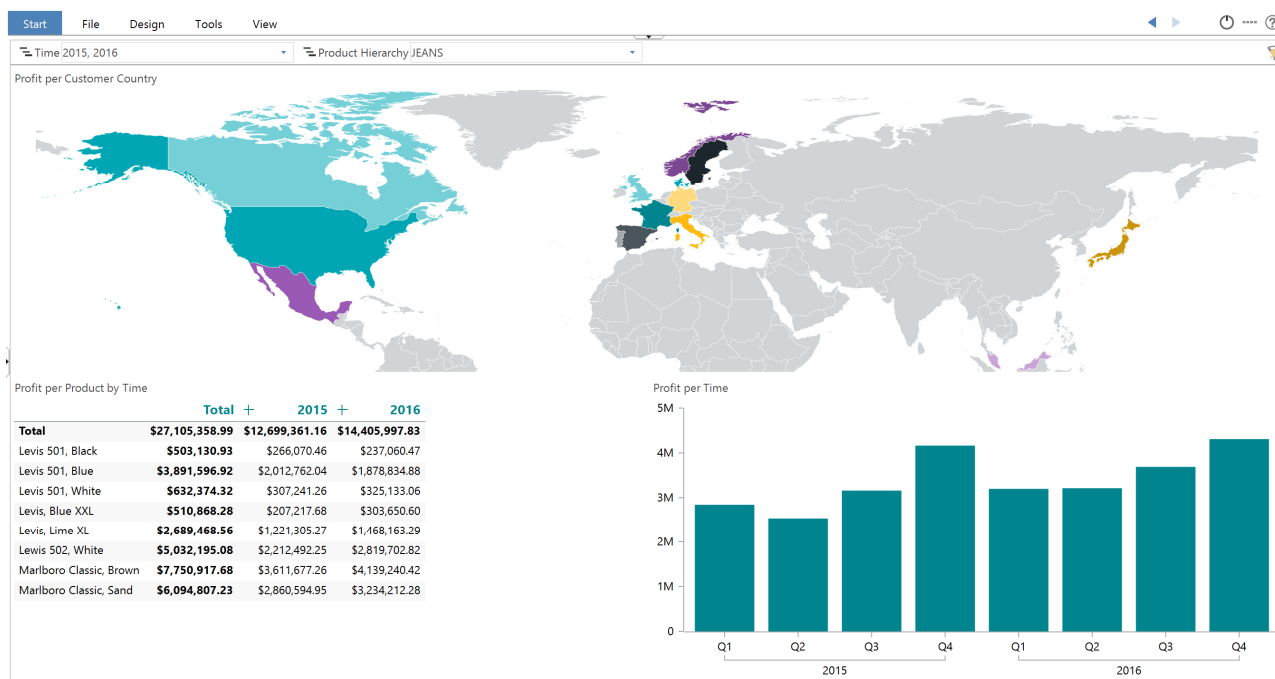 Start File Design Tools View
Time 2015, 2016 Product Hierarchy JEANS
Profit per Customer Country
Profit per Product by Time
Total 2015 2016
Total $27,105,358.99 $12,699,361.16 $14,405,997.83
Levis 501, Black $503,130.93 $266,070.46 $237,060.47
Levis 501, Blue $3,891,596.92 $2,012,762.04 $1,878,834.88
Levis 501, White $632,374.32 $307,241.26 $325,133.06
Levis, Blue XXL $510,868.28 $207,217.68 $303,650.60
Levis, Lime XL $2,689,468.56 $1,221,305.27 $1,468,163.29
Lewis 502, White $5,032,195.08 $2,212,492.25 $2,819,702.82
Marlboro Classic, Brown $7,750,917.68 $3,611,677.26 $4,139,240.42
Marlboro Classic, Sand $6,094,807.23 $2,860,594.95 $3,234,212.28
Profit per Time
5M
4M
3M
2M
1M
0
Q1 Q2 Q3 Q4 Q1 Q2 Q3 Q4
2015 2016